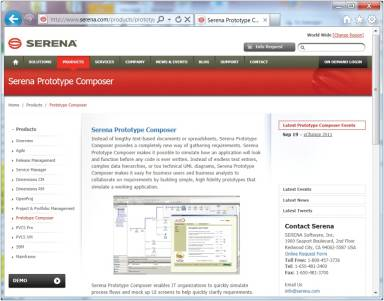 http://www.serena.com/products/prototyp
Serena Prototype C...
SERENA
World Wide [Change Region]
Info Request
SOLUTIONS PRODUCTS SERVICES COMPANY NEWS & EVENTS BLOG SUPPORT CONTACT ON DEMAND LOGIN
Serena Prototype Composer
Home / Products / Prototype Composer
Products
Overview
Agile
Release Management
Service Manager
Dimensions CM
Dimensions RM
OpenProj
Project & Portfolio Management
Prototype Composer
PVCS Pro
PVCS VM
SBM
Mainframe
DEMO
Serena Prototype Composer
Instead of lengthy text-based documents or spreadsheets, Serena Prototype
Composer provides a completely new way of gathering requirements. Serena
Prototype Composer makes it possible to simulate how an application will look
and function before any code is ever written. Instead of endless text entries,
complex data hierarchies, or too technical UML diagrams, Serena Prototype
Composer makes it easy for business users and business analysts to
collaborate on requirements by building simple, high fidelity prototypes that
simulate a working application.
Serena Prototype Composer enables IT organizations to quickly simulate
process flows and mock up UI screens to help quickly clarify requirements.
Latest Prototype Composer Events
Sep 19 - xChange 2011
Latest Events
Latest News
Latest Tweets
Contact Serena
SERENA Software, Inc.
1900 Seaport Boulevard, 2nd Floor
Redwood City, CA 94063-5587 USA
Online Request Form
Toll Free: 1-800-457-3736
Tel: 1-650-481-3400
Fax: 1-650-481-3700
Email Us
info@serena.com